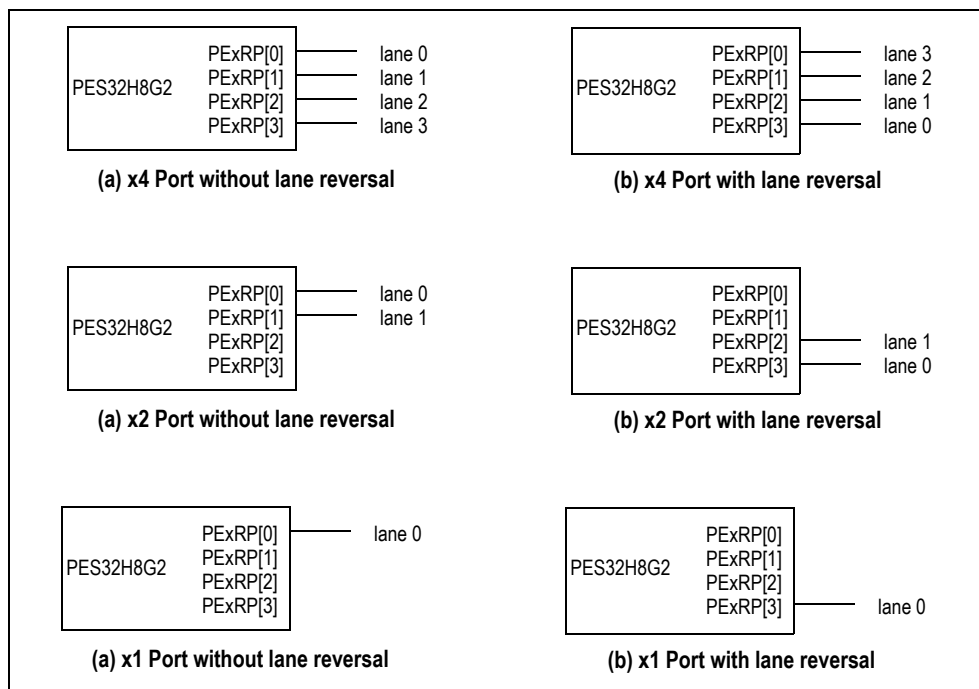 PES32H8G2
PExRP[0] lane 0
PExRP[1] lane 1
PExRP[2] lane 2
PExRP[3] lane 3
(a) x4 Port without lane reversal
PES32H8G2
PExRP[0] lane 3
PExRP[1] lane 2
PExRP[2] lane 1
PExRP[3] lane 0
(b) x4 Port with lane reversal
PES32H8G2
PExRP[0] lane 0
PExRP[1] lane 1
PExRP[2]
PExRP[3]
(a) x2 Port without lane reversal
PES32H8G2
PExRP[0]
PExRP[1]
PExRP[2] lane 1
PExRP[3] lane 0
(b) x2 Port with lane reversal
PES32H8G2
PExRP[0] lane 0
PExRP[1]
PExRP[2]
PExRP[3]
(a) x1 Port without lane reversal
PES32H8G2
PExRP[0]
PExRP[1]
PExRP[2]
PExRP[3] lane 0
(b) x1 Port with lane reversal